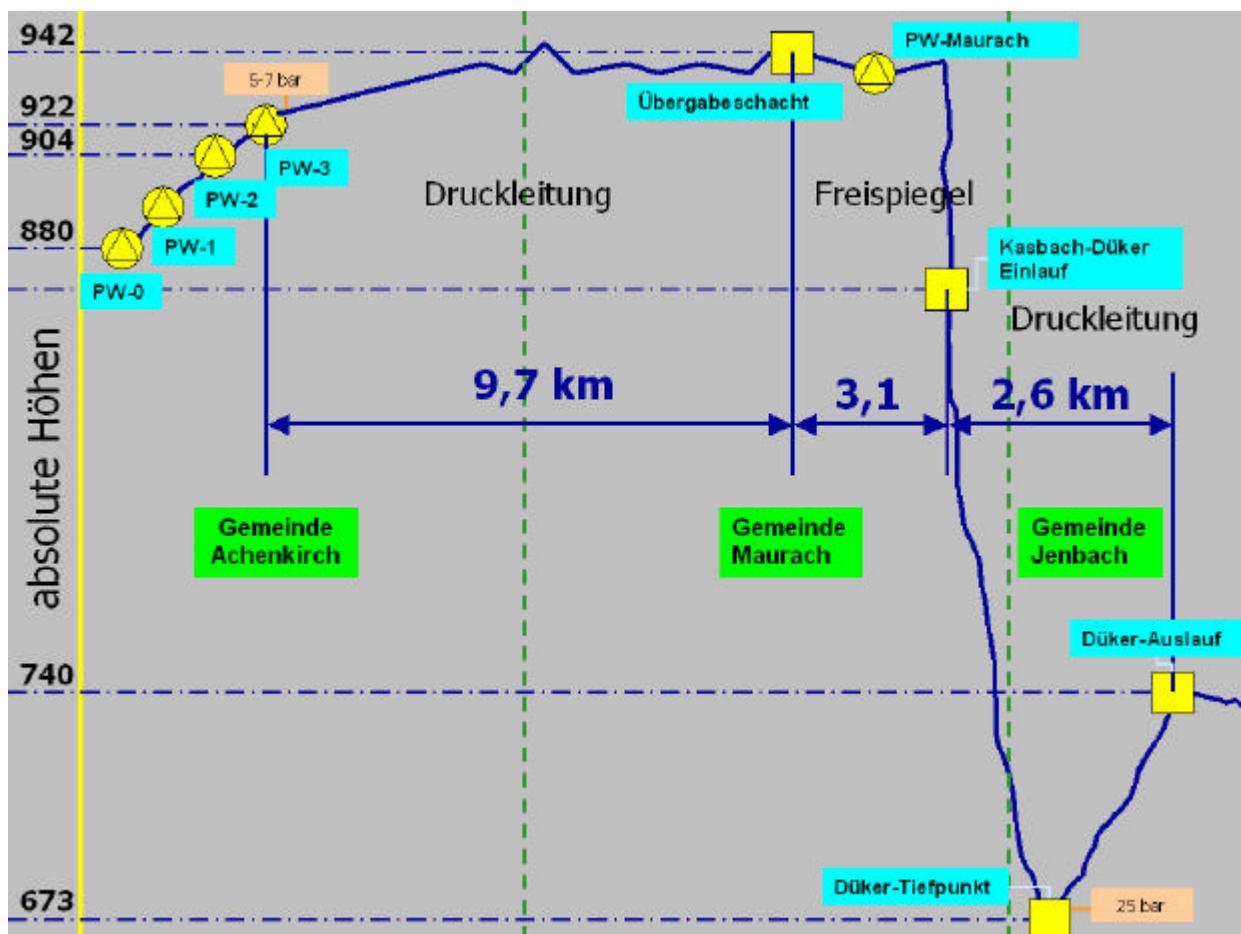 942
PW-Maurach
5-7 bar
Übergabeschacht
922
904
PW-3
Druckleitung
Freispiegel
PW-2
880
PW-1
Kasbach-Düker
Einlauf
PW-0
Druckleitung
absolute Höhen
9,7 km
3,1
2,6 km
Gemeinde
Achenkirch
Gemeinde
Maurach
Gemeinde
Jenbach
Düker-Auslauf
740
Düker-Tiefpunkt
673
25 bar